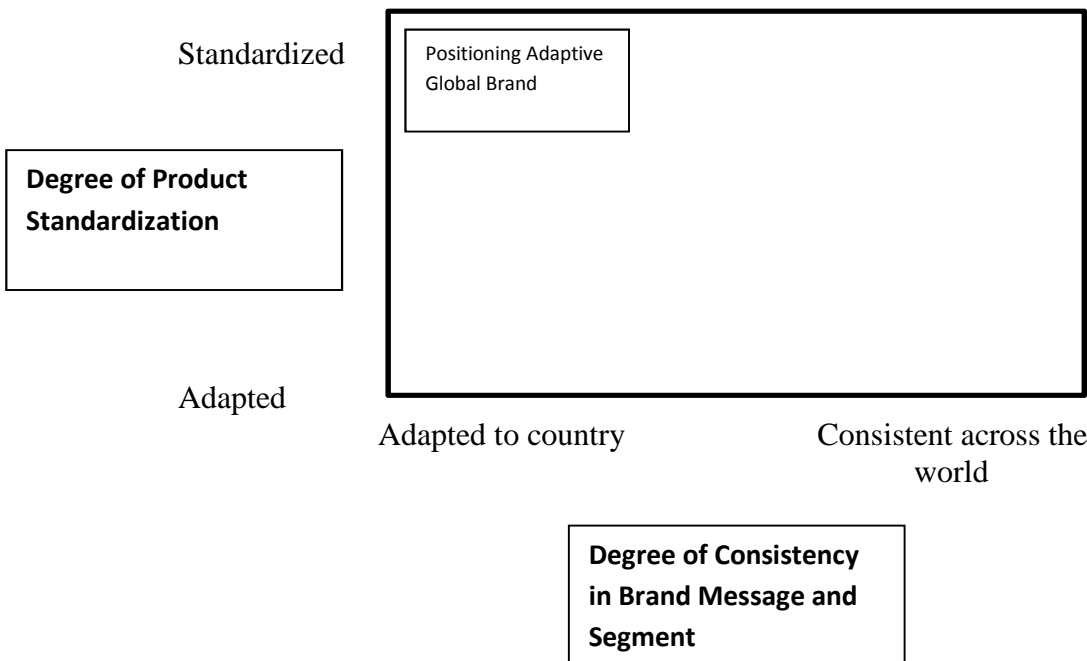 Standardized
Positioning Adaptive
Global Brand
Degree of Product
Standardization
Adapted
Adapted to country
Consistent across the
world
Degree of Consistency
in Brand Message and
Segment